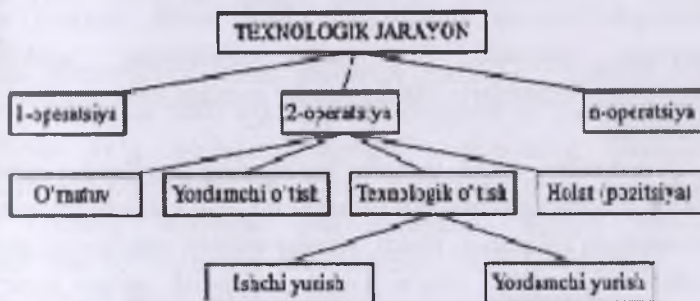 TEXNOLOGIK JARAYON
1-operatsiya 2-operatsiya n-operatsiya
O'rnatuv Yordamchi o'tish Texnologik o'tish Holat (pozitsiya)
Ishchi yurish Yordamchi yurish